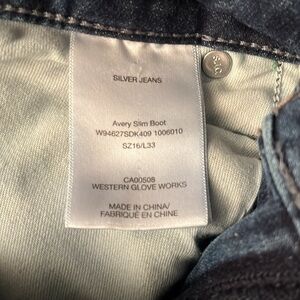 SILVER JEANS
Avery Slim Boot
W94627SDK409 1006010
SZ16/L33
CA00508
WESTERN GLOVE WORKS
MADE IN CHINA/
FABRIQUÉ EN CHINE